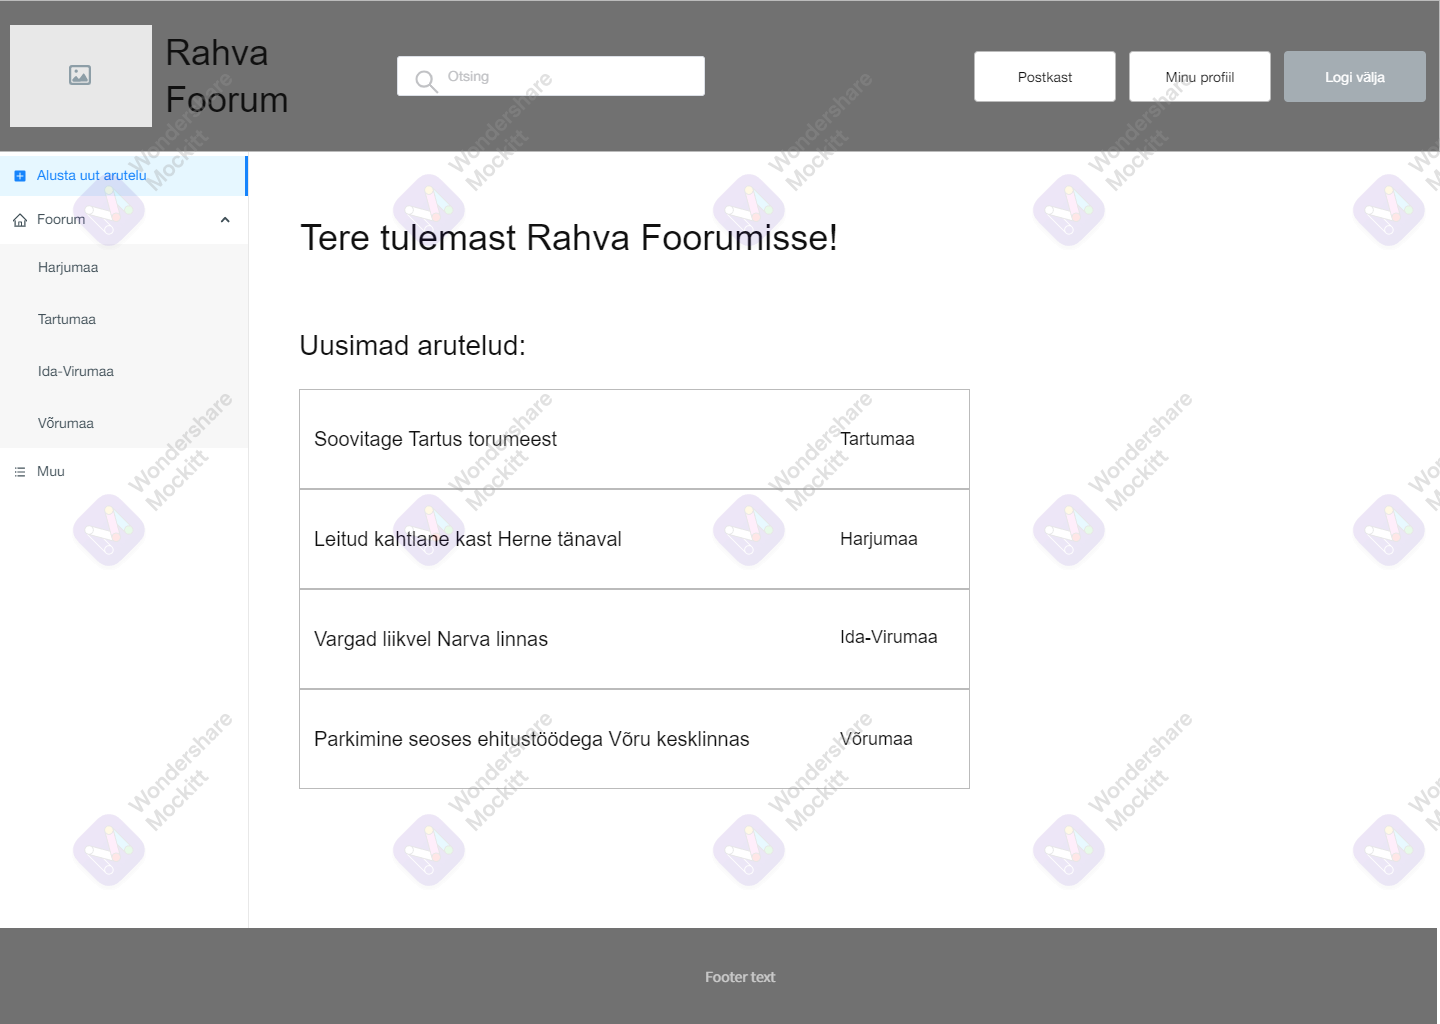 Rahva
Foorum
Otsing
Postkast
Minu profiil
Logi välja
Alusta uut arutelu
Foorum
Harjumaa
Tartumaa
Ida-Virumaa
Võrumaa
Muu
Tere tulemast Rahva Foorumisse!
Uusimad arutelud:
Soovitage Tartus torumeest Tartumaa
Leitud kahtlane kast Herne tänaval Harjumaa
Vargad liikvel Narva linnas Ida-Virumaa
Parkimine seoses ehitustöödega Võru kesklinnas Võrumaa
Footer text
Wondershare
Mockitt